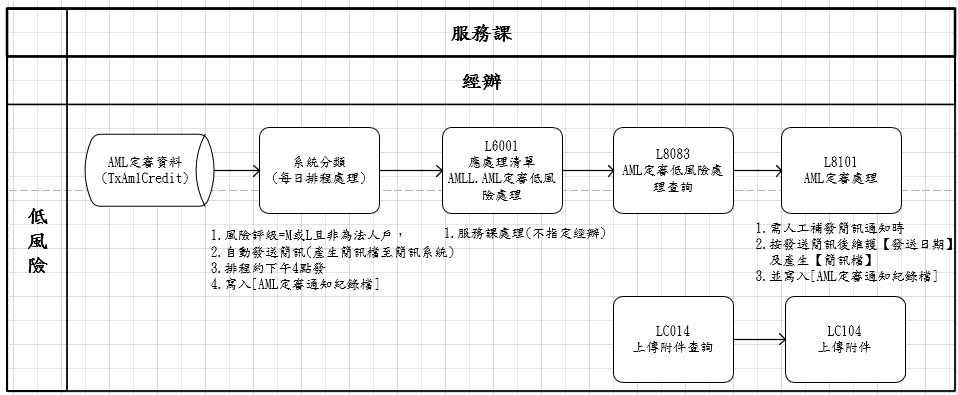 服務課
經辦
低
風
險
AML定審資料
(TxAmlCredit)
系統分類
(每日排程處理)
L6001
應處理清單
AMLL.AML定審低風
險處理
L8083
AML定審低風險處
理查詢
L8101
AML定審處理
1.風險評級=M或L且非為法人戶，
2.自動發送簡訊(產生簡訊檔至簡訊系統)
3.排程約下午4點發
4.寫入[AML定審通知紀錄檔]
1.服務課處理(不指定經辦)
1.需人工補發簡訊通知時
2.按發送簡訊後維護【發送日期】
及產生【簡訊檔】
3.並寫入[AML定審通知紀錄檔]
LC014
上傳附件查詢
LC104
上傳附件